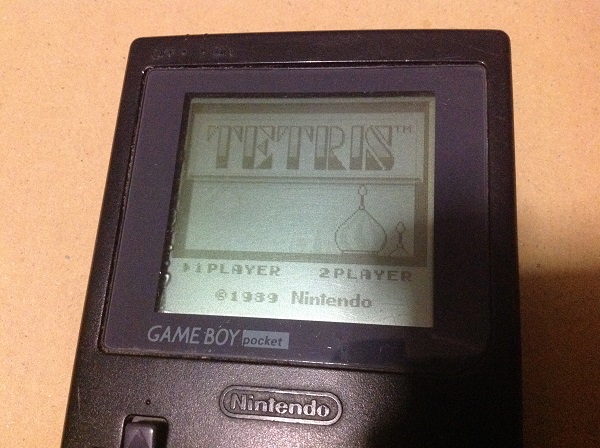 TETRIS™
▶1PLAYER 2PLAYER
©1989 Nintendo
GAME BOY pocket
Nintendo